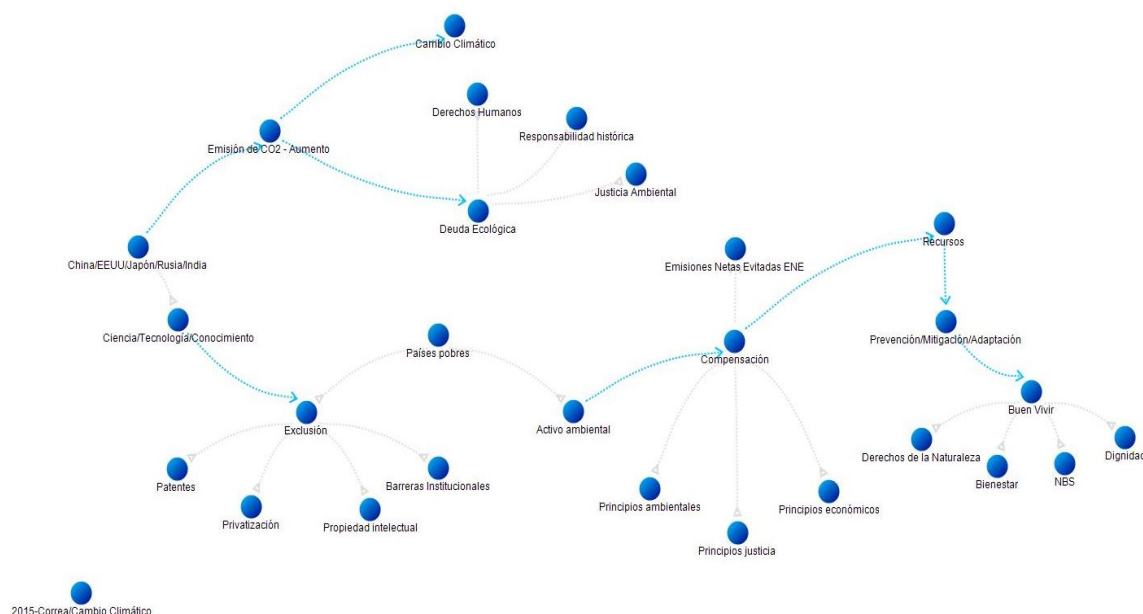 Cambio Climático
Derechos Humanos
Responsabilidad histórica
Emisión de CO2 - Aumento
Justicia Ambiental
Deuda Ecológica
Recursos
China/EEUU/Japón/Rusia/India
Emisiones Netas Evitadas ENE
Ciencia/Tecnología/Conocimiento
Prevención/Mitigación/Adaptación
Países pobres
Compensación
Buen Vivir
Exclusión
Activo ambiental
Derechos de la Naturaleza
Dignidad
Bienestar
NBS
Patentes
Barreras Institucionales
Privatización
Propiedad intelectual
Principios ambientales
Principios económicos
Principios justicia
2015-Correa/Cambio Climático